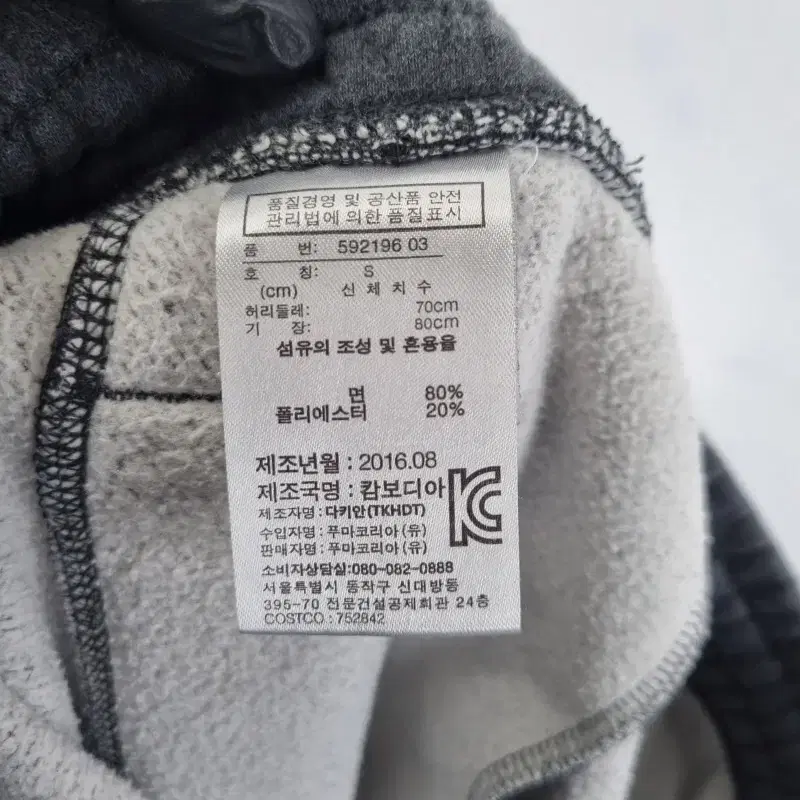 품질경영 및 공산품 안전
관리법에 의한 품질표시
품 번: 592196 03
호 칭: S
(cm) 신 체 치 수
허리둘레: 70cm
기 장: 80cm
섬유의 조성 및 혼용율
면 80%
폴리에스터 20%
제조년월 : 2016.08
제조국명 : 캄보디아
제조자명 : 다키안(TKHDT)
수입자명 : 푸마코리아 (유)
판매자명 : 푸마코리아 (유)
소비자상담실:080-082-0888
서울특별시 동작구 신대방동
395-70 전문건설공제회관 24층
COSTCO : 752842